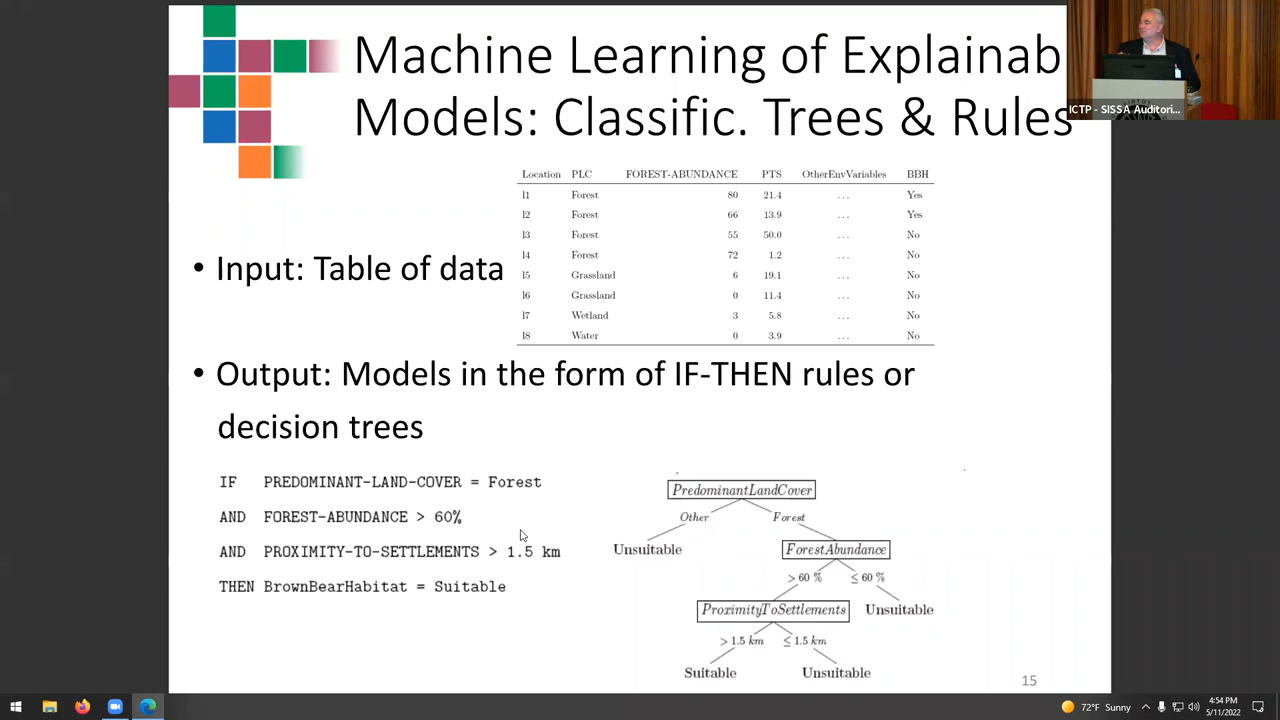 Machine Learning of Explainab
Models: Classific. Trees & Rules
ICTP - SISSA Auditori...
Location PLC FOREST-ABUNDANCE PTS OtherEnvVariables BBH
l1 Forest 80 21.4 ... Yes
l2 Forest 66 13.9 ... Yes
l3 Forest 55 50.0 ... No
l4 Forest 72 1.2 ... No
l5 Grassland 6 19.1 ... No
l6 Grassland 0 11.4 ... No
l7 Wetland 3 5.8 ... No
l8 Water 0 3.9 ... No
• Input: Table of data
• Output: Models in the form of IF-THEN rules or
decision trees
IF PREDOMINANT-LAND-COVER = Forest
AND FOREST-ABUNDANCE > 60%
AND PROXIMITY-TO-SETTLEMENTS > 1.5 km
THEN BrownBearHabitat = Suitable
PredominantLandCover
Other Forest
Unsuitable ForestAbundance
> 60 % ≤ 60 %
ProximityToSettlements Unsuitable
> 1.5 km ≤ 1.5 km
Suitable Unsuitable
15
72°F Sunny
4:54 PM
5/11/2022